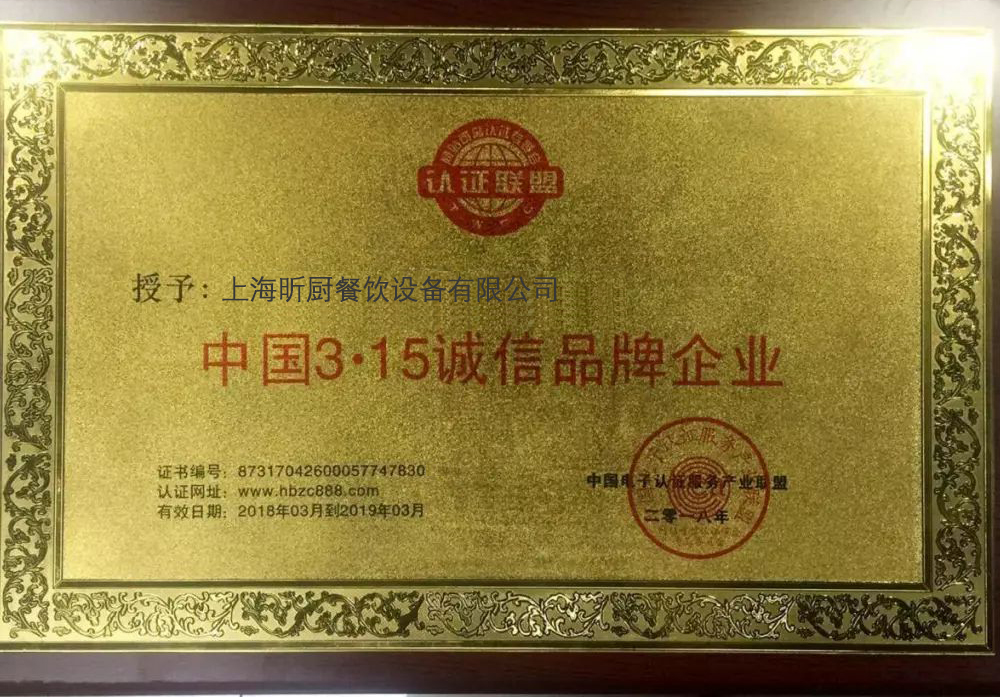 认证联盟
授予：上海昕厨餐饮设备有限公司
中国3·15诚信品牌企业
证书编号：87317042600057747830
认证网址：www.hbzc888.com
有效日期：2018年03月到2019年03月
中国电子认证服务产业联盟
二零一八年